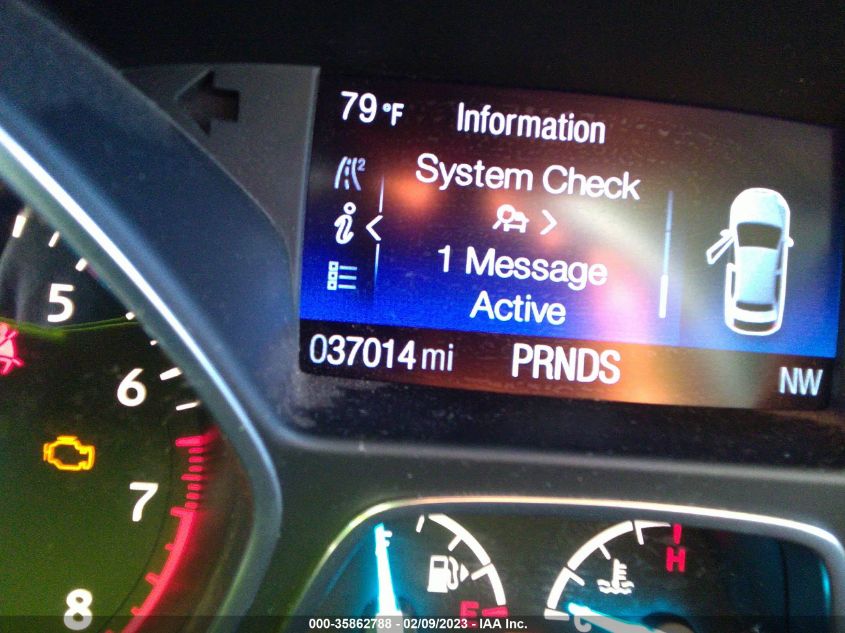 79°F
Information
System Check
1 Message
Active
037014 mi
PRNDS
NW
5
6
7
8
F
E
H
C
000-35862788 - 02/09/2023 - IAA Inc.